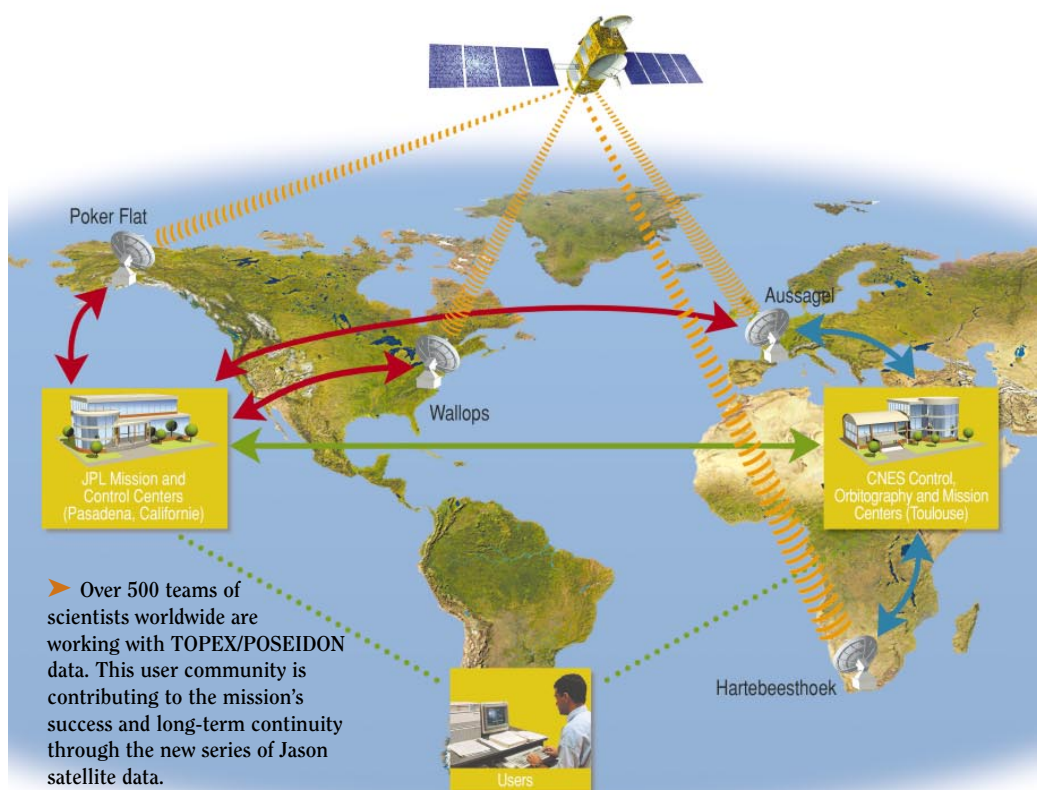 Poker Flat
Aussagel
Wallops
JPL Mission and
Control Centers
(Pasadena, Californie)
CNES Control,
Orbitography and Mission
Centers (Toulouse)
➤ Over 500 teams of
scientists worldwide are
working with TOPEX/POSEIDON
data. This user community is
contributing to the mission’s
success and long-term continuity
through the new series of Jason
satellite data.
Hartebeesthoek
Users